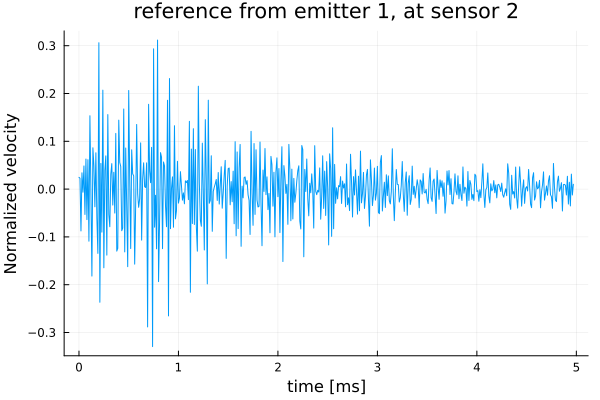 reference from emitter 1, at sensor 2
Normalized velocity
0.3
0.2
0.1
0.0
−0.1
−0.2
−0.3
0 1 2 3 4 5
time [ms]